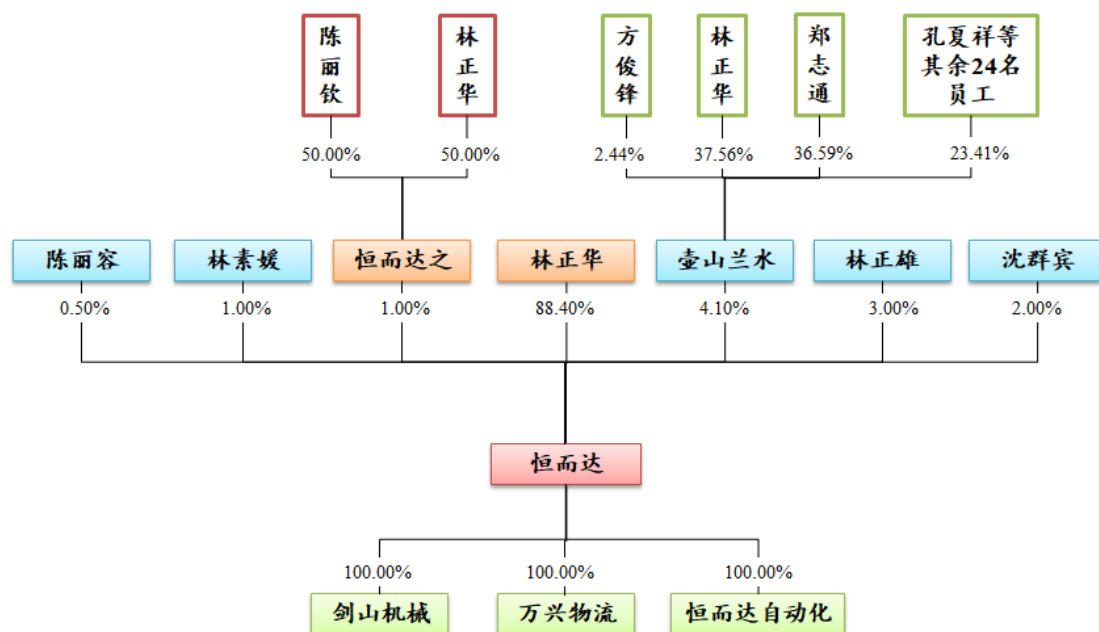 陈丽钦
林正华
方俊锋
林正华
郑志通
孔夏祥等
其余24名
员工
50.00%
50.00%
2.44%
37.56%
36.59%
23.41%
陈丽容
林素媛
恒而达之
林正华
壶山兰水
林正雄
沈群宾
0.50%
1.00%
1.00%
88.40%
4.10%
3.00%
2.00%
恒而达
100.00%
100.00%
100.00%
剑山机械
万兴物流
恒而达自动化